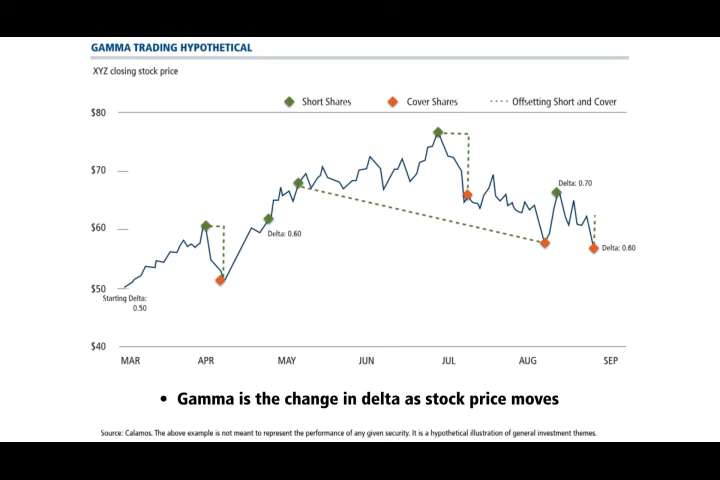 GAMMA TRADING HYPOTHETICAL
XYZ closing stock price
Short Shares Cover Shares Offsetting Short and Cover
$80
$70
Delta: 0.70
$60
Delta: 0.60
Delta: 0.60
$50
Starting Delta:
0.50
$40
MAR APR MAY JUN JUL AUG SEP
• Gamma is the change in delta as stock price moves
Source: Calamos. The above example is not meant to represent the performance of any given security. It is a hypothetical illustration of general investment themes.